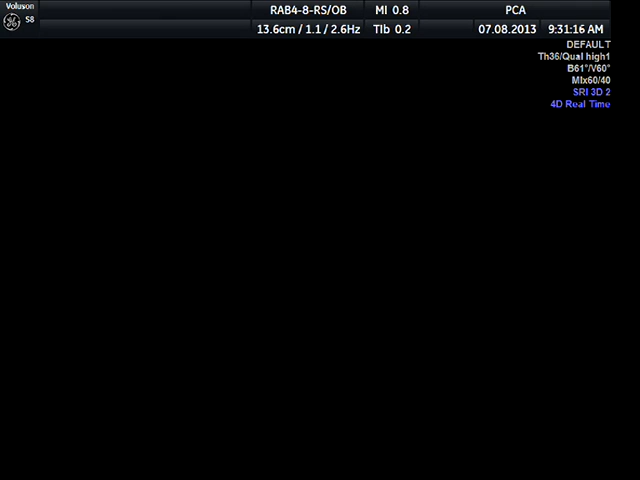 Voluson
S8
RAB4-8-RS/OB MI 0.8 PCA
13.6cm / 1.1 / 2.6Hz TIb 0.2 07.08.2013 9:31:16 AM
DEFAULT
Th36/Qual high1
B61°/V60°
Mix60/40
SRI 3D 2
4D Real Time